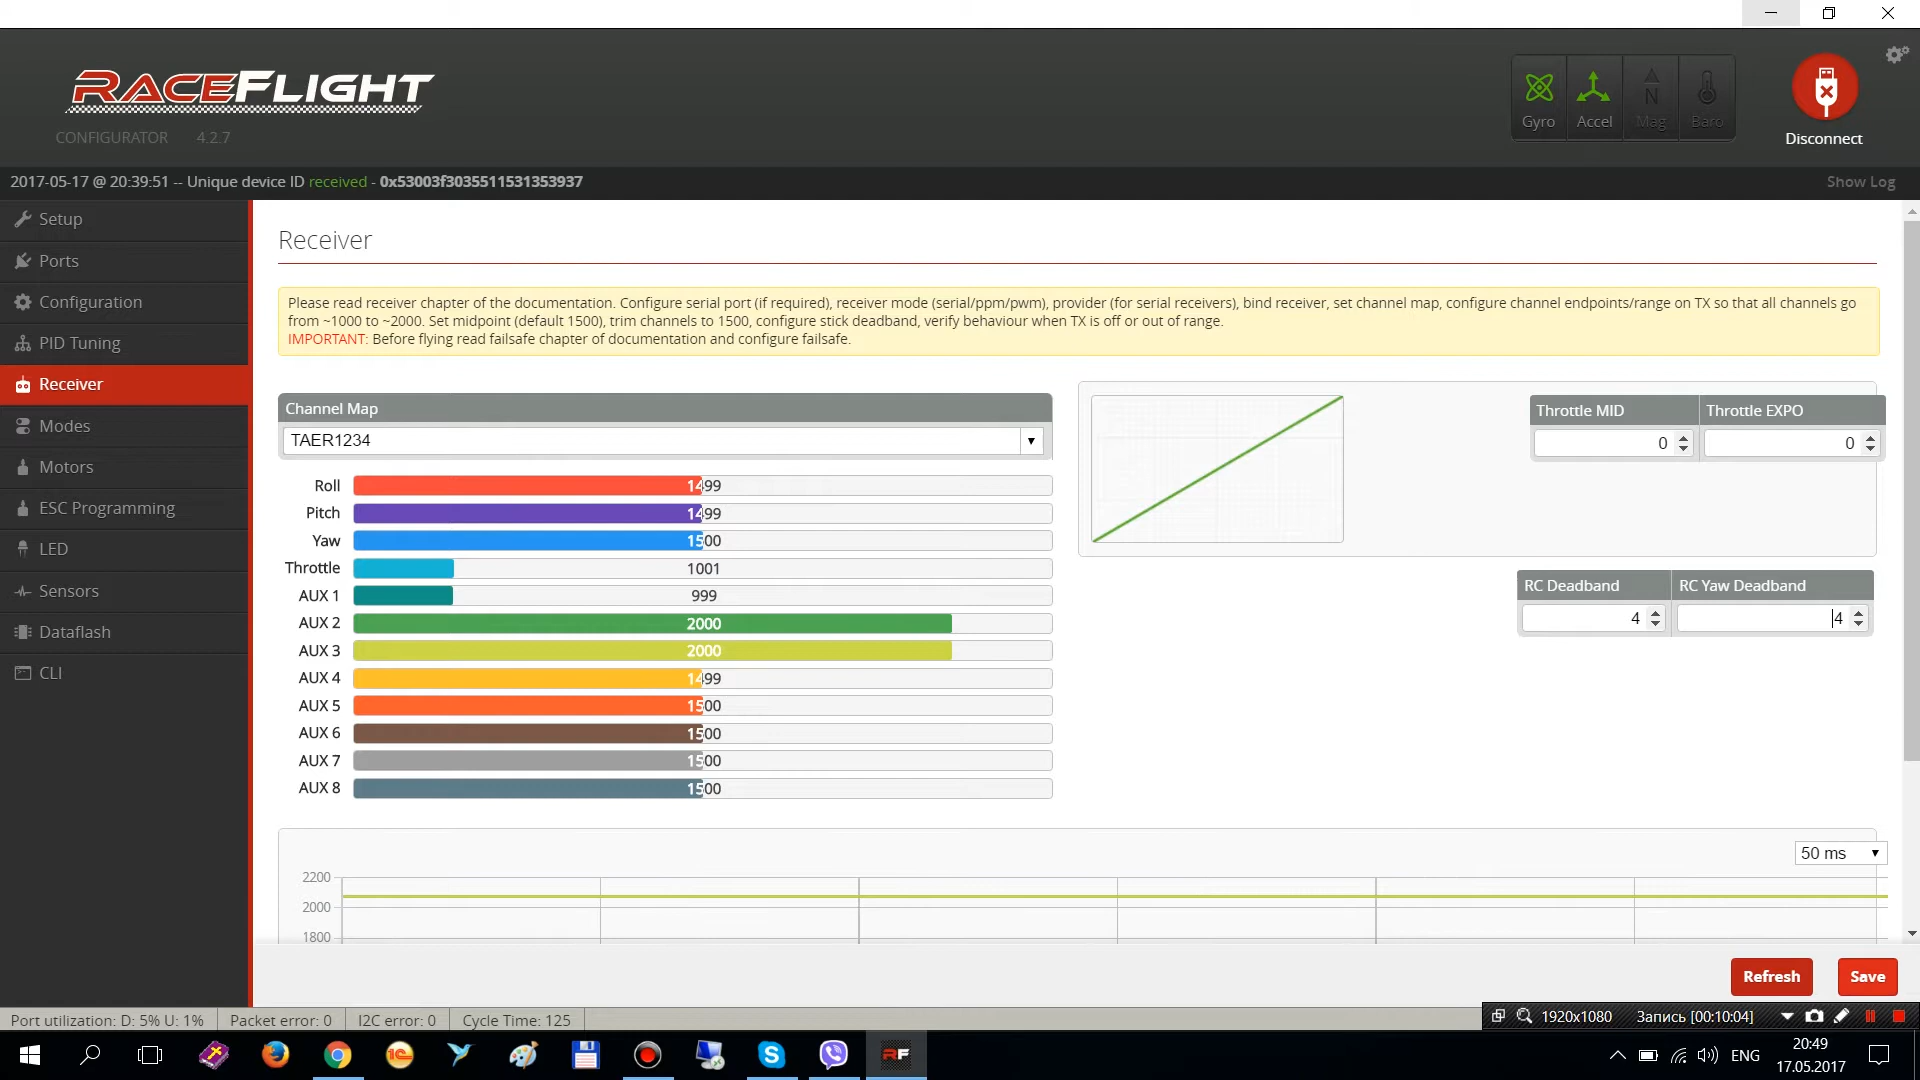 RACEFLIGHT
CONFIGURATOR 4.2.7
Gyro Accel Mag Baro
Disconnect
2017-05-17 @ 20:39:51 -- Unique device ID received - 0x53003f3035511531353937
Show Log
Setup
Ports
Configuration
PID Tuning
Receiver
Modes
Motors
ESC Programming
LED
Sensors
Dataflash
CLI
Receiver
Please read receiver chapter of the documentation. Configure serial port (if required), receiver mode (serial/ppm/pwm), provider (for serial receivers), bind receiver, set channel map, configure channel endpoints/range on TX so that all channels go
from ~1000 to ~2000. Set midpoint (default 1500), trim channels to 1500, configure stick deadband, verify behaviour when TX is off or out of range.
IMPORTANT: Before flying read failsafe chapter of documentation and configure failsafe.
Channel Map
TAER1234
Roll 1499
Pitch 1499
Yaw 1500
Throttle 1001
AUX 1 999
AUX 2 2000
AUX 3 2000
AUX 4 1499
AUX 5 1500
AUX 6 1500
AUX 7 1500
AUX 8 1500
Throttle MID Throttle EXPO
0 0
RC Deadband RC Yaw Deadband
4 4
50 ms
2200
2000
1800
Refresh Save
Port utilization: D: 5% U: 1% Packet error: 0 I2C error: 0 Cycle Time: 125
1920x1080 Запись [00:10:04]
N
1C
RF
ENG
20:49
17.05.2017